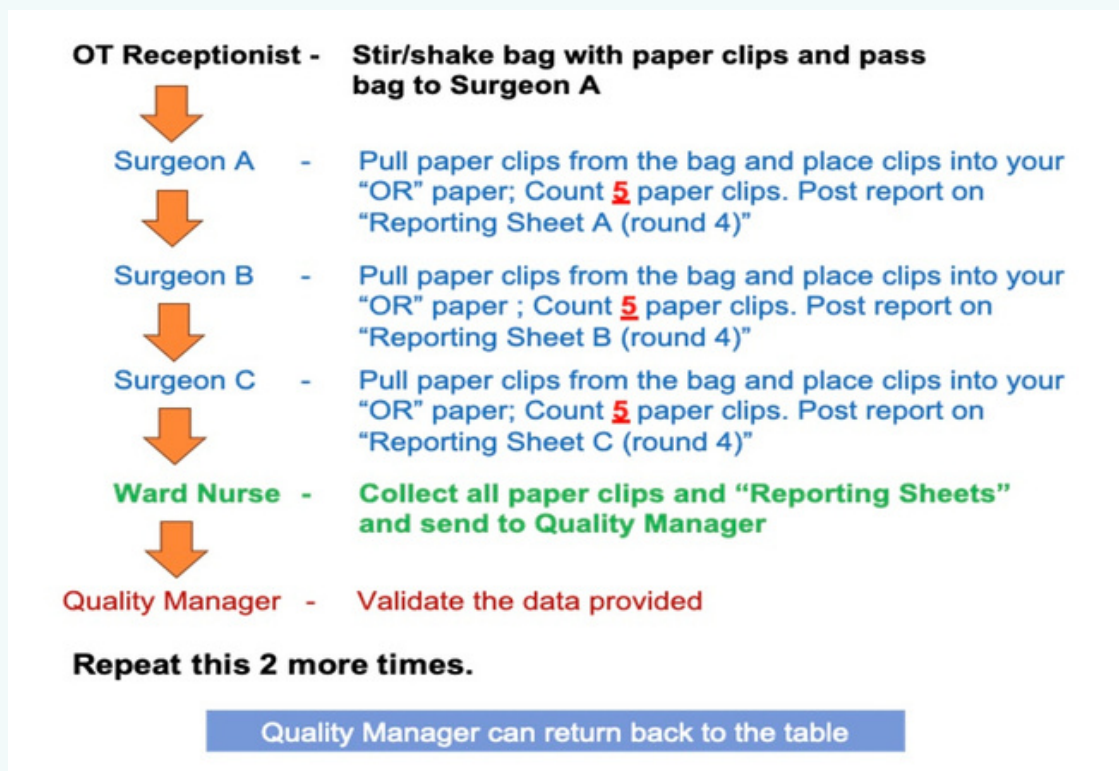 OT Receptionist - Stir/shake bag with paper clips and pass
bag to Surgeon A
Surgeon A - Pull paper clips from the bag and place clips into your
“OR” paper; Count 5 paper clips. Post report on
“Reporting Sheet A (round 4)”
Surgeon B - Pull paper clips from the bag and place clips into your
“OR” paper ; Count 5 paper clips. Post report on
“Reporting Sheet B (round 4)”
Surgeon C - Pull paper clips from the bag and place clips into your
“OR” paper; Count 5 paper clips. Post report on
“Reporting Sheet C (round 4)”
Ward Nurse - Collect all paper clips and “Reporting Sheets”
and send to Quality Manager
Quality Manager - Validate the data provided
Repeat this 2 more times.
Quality Manager can return back to the table